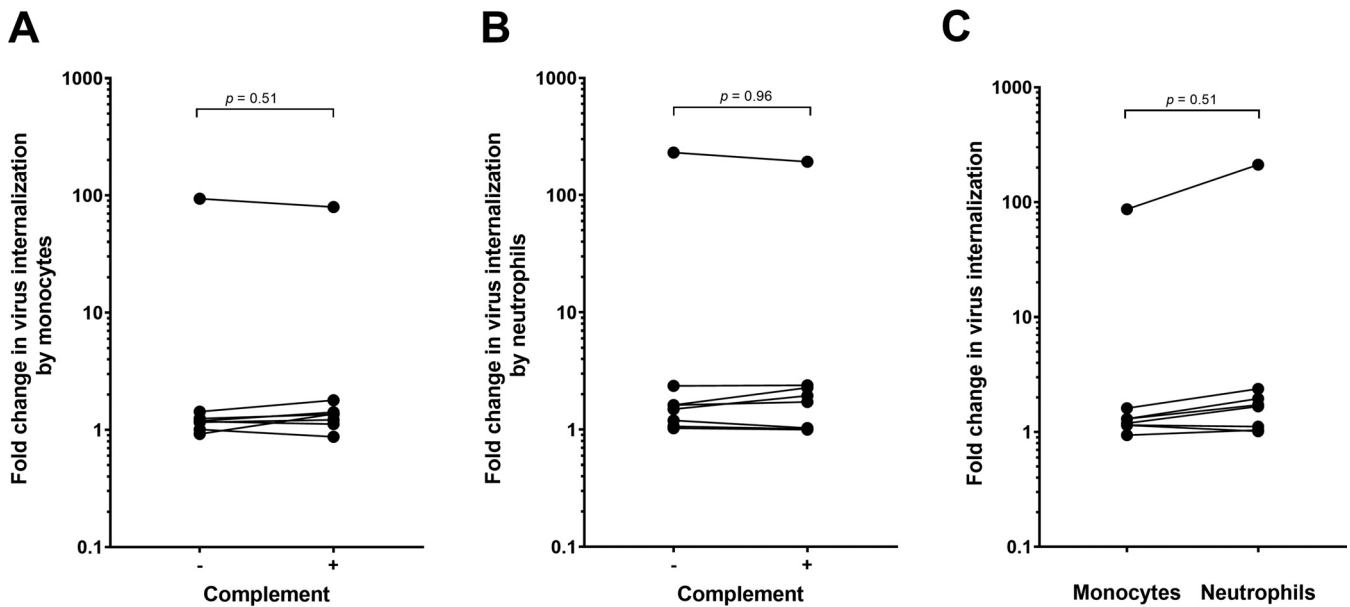 A
Fold change in virus internalization
by monocytes
1000
100
10
1
0.1
p = 0.51
-
+
Complement
B
Fold change in virus internalization
by neutrophils
1000
100
10
1
0.1
p = 0.96
-
+
Complement
C
Fold change in virus internalization
1000
100
10
1
0.1
p = 0.51
Monocytes
Neutrophils